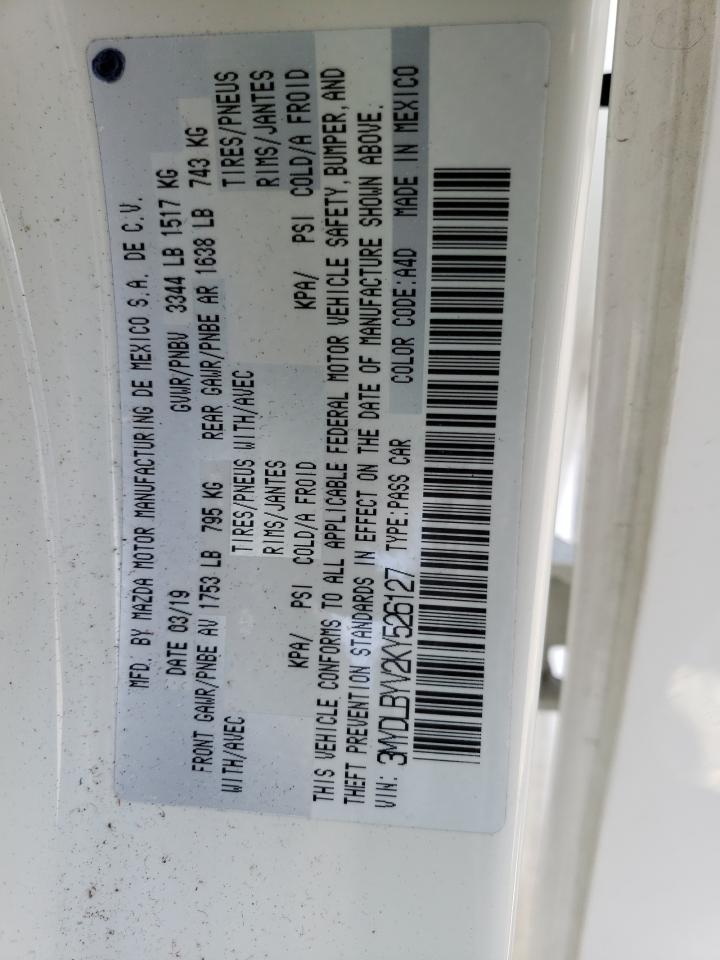 MFD. BY MAZDA MOTOR MANUFACTURING DE MEXICO S.A. DE C.V.
DATE 03/19 GVWR/PNBV 3344 LB 1517 KG
FRONT GAWR/PNBE AV 1753 LB 795 KG REAR GAWR/PNBE AR 1638 LB 743 KG
WITH/AVEC TIRES/PNEUS WITH/AVEC TIRES/PNEUS
RIMS/JANTES RIMS/JANTES
KPA/ PSI COLD/A FROID KPA/ PSI COLD/A FROID
THIS VEHICLE CONFORMS TO ALL APPLICABLE FEDERAL MOTOR VEHICLE SAFETY, BUMPER, AND
THEFT PREVENTION STANDARDS IN EFFECT ON THE DATE OF MANUFACTURE SHOWN ABOVE.
VIN: 3MYDLBYV2KY526127 TYPE:PASS CAR COLOR CODE:A4D MADE IN MEXICO